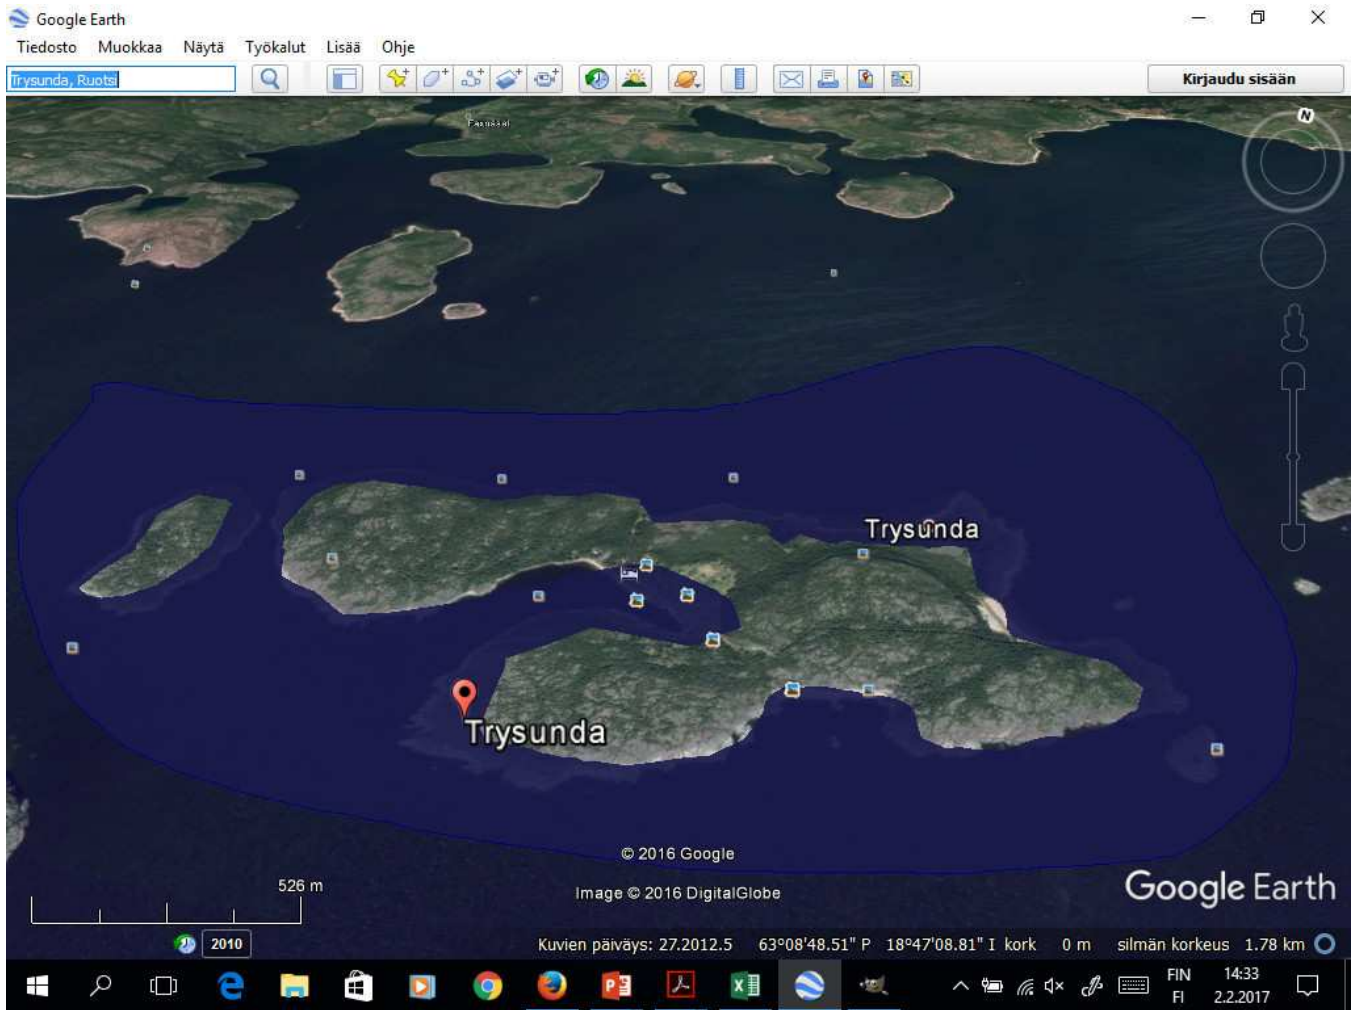 Google Earth
Tiedosto Muokkaa Näytä Työkalut Lisää Ohje
Trysunda, Ruotsi
Kirjaudu sisään
N
Trysunda
Trysunda
© 2016 Google
526 m
Image © 2016 DigitalGlobe
Google Earth
2010
Kuvien päiväys: 27.2012.5 63°08'48.51" P 18°47'08.81" I kork 0 m silmän korkeus 1.78 km
FIN 14:33
FI 2.2.2017